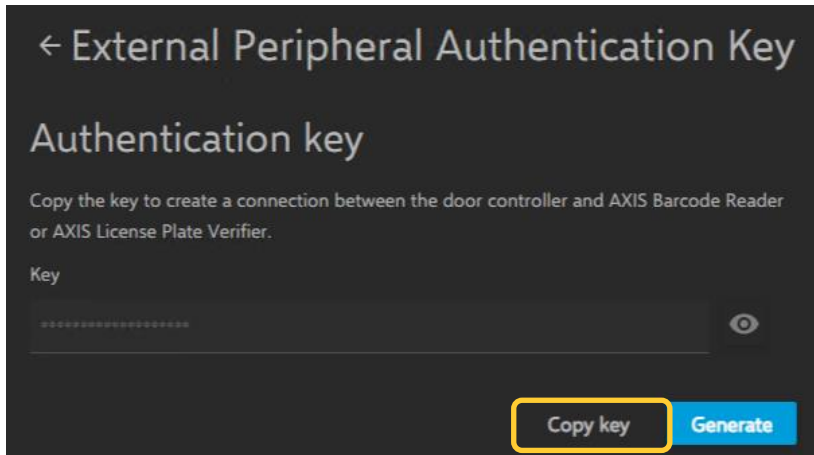 ← External Peripheral Authentication Key
Authentication key
Copy the key to create a connection between the door controller and AXIS Barcode Reader
or AXIS License Plate Verifier.
Key
•••••••••••••••••••
Copy key
Generate